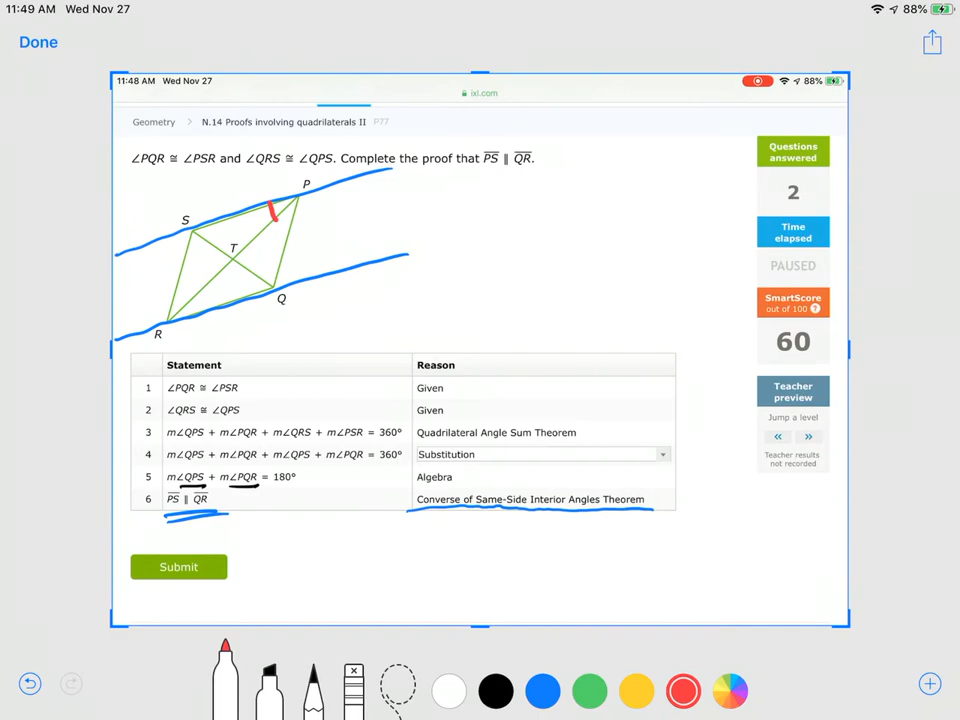 11:49 AM Wed Nov 27 88%
Done
11:48 AM Wed Nov 27 88%
ixl.com
Geometry > N.14 Proofs involving quadrilaterals II P77
∠PQR ≅ ∠PSR and ∠QRS ≅ ∠QPS. Complete the proof that PS ∥ QR.
P
S
T
Q
R
Statement Reason
1 ∠PQR ≅ ∠PSR Given
2 ∠QRS ≅ ∠QPS Given
3 m∠QPS + m∠PQR + m∠QRS + m∠PSR = 360° Quadrilateral Angle Sum Theorem
4 m∠QPS + m∠PQR + m∠QPS + m∠PQR = 360° Substitution
5 m∠QPS + m∠PQR = 180° Algebra
6 PS ∥ QR Converse of Same-Side Interior Angles Theorem
Submit
Questions
answered
2
Time
elapsed
PAUSED
SmartScore
out of 100 ?
60
Teacher
preview
Jump a level
« »
Teacher results
not recorded